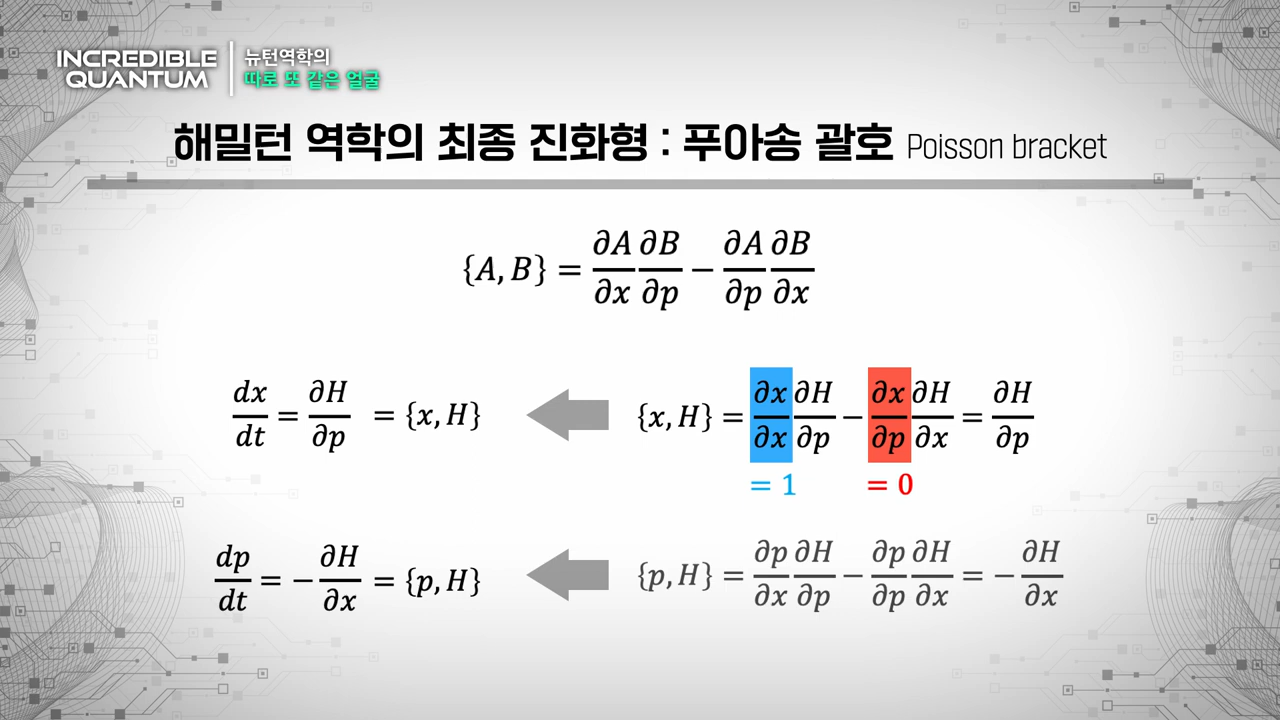 INCREDIBLE
QUANTUM
뉴턴역학의
따로 또 같은 얼굴
해밀턴 역학의 최종 진화형 : 푸아송 괄호 Poisson bracket
{A, B} = ∂A/∂x ∂B/∂p − ∂A/∂p ∂B/∂x
dx/dt = ∂H/∂p = {x, H}
{x, H} = ∂x/∂x ∂H/∂p − ∂x/∂p ∂H/∂x = ∂H/∂p
= 1
= 0
dp/dt = − ∂H/∂x = {p, H}
{p, H} = ∂p/∂x ∂H/∂p − ∂p/∂p ∂H/∂x = − ∂H/∂x